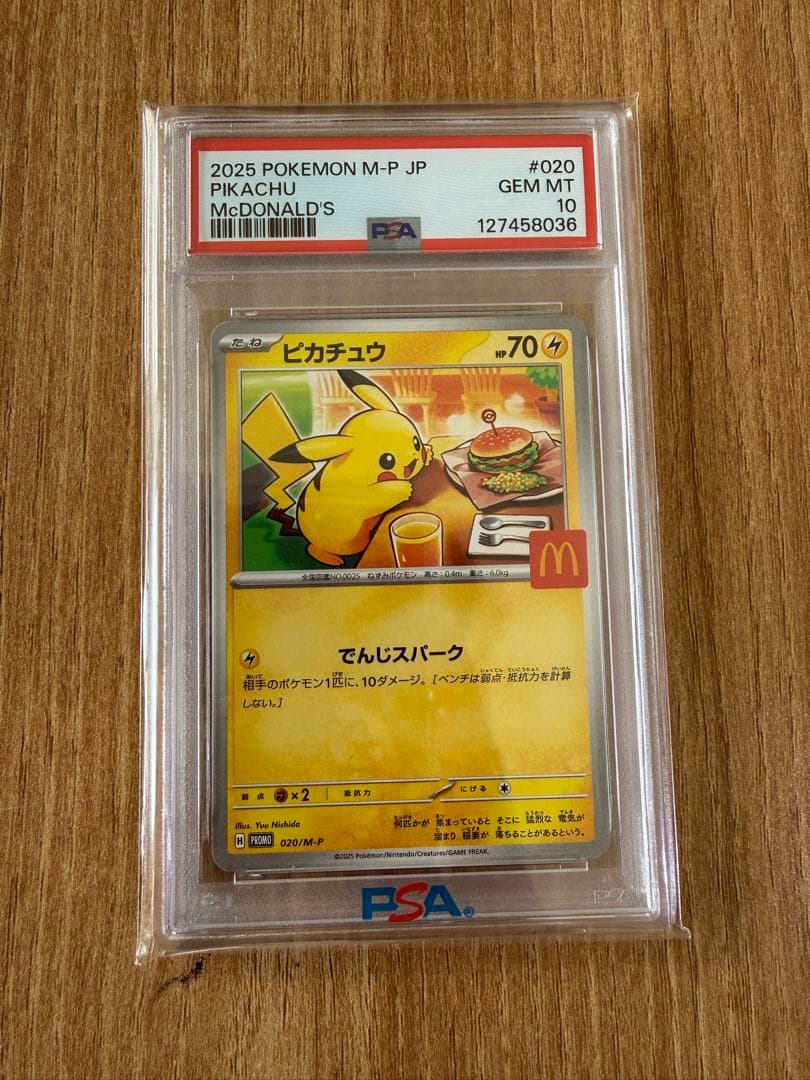 2025 POKEMON M-P JP #020
PIKACHU GEM MT
McDONALD'S 10
PSA 127458036
たね ピカチュウ HP70
M
全国図鑑NO.0025 ねずみポケモン 高さ:0.4m 重さ:6.0kg
でんじスパーク
相手のポケモン1匹に、10ダメージ。[ベンチは弱点・抵抗力を計算
しない。]
弱点 ×2 抵抗力 にげる
Illus. Yuu Nishida
何匹かが 集まっていると そこに 猛烈な 電気が
溜まり 稲妻が 落ちることがあるという。
H PROMO 020/M-P
©2025 Pokémon/Nintendo/Creatures/GAME FREAK.
PSA®